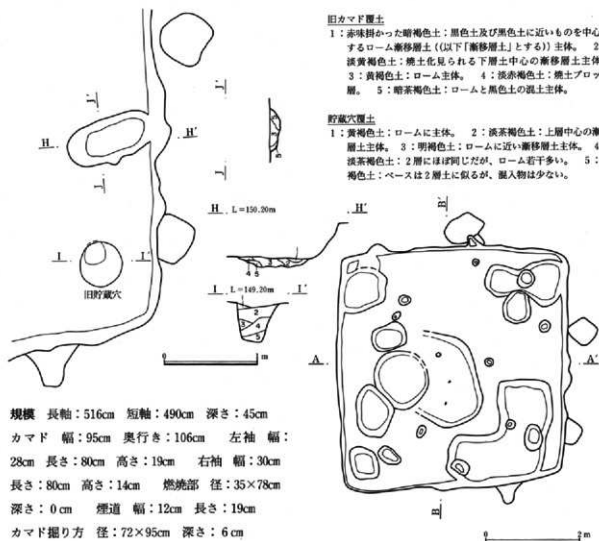 旧カマド覆土
1：赤味掛かった暗褐色土：黒色土及び黒色土に近いものを中心
するローム漸移層土（(以下「漸移層土」とする)）主体。 2
淡黄褐色土：焼土化見られる下層土中心の漸移層土主体
3：黄褐色土：ローム主体。 4：淡赤褐色土：焼土ブロッ
層。 5：暗茶褐色土：ロームと黒色土の混土主体。
貯蔵穴覆土
1：黄褐色土：ロームに主体。 2：淡茶褐色土：上層中心の漸
層土主体。 3：明褐色土：ロームに近い漸移層土主体。 4
淡茶褐色土：2層にほぼ同じだが、ローム若干多い。 5：
褐色土：ベースは2層土に似るが、混入物は少ない。
J′
H
H′
J
J′
J
5
H L＝150.20m H′
4 5
I I′
旧貯蔵穴
I L＝149.20m I′
2
3 4
5
0 1m
B′
A A′
B
0 2m
規模 長軸：516cm 短軸：490cm 深さ：45cm
カマド 幅：95cm 奥行き：106cm 左袖 幅：
28cm 長さ：80cm 高さ：19cm 右袖 幅：30cm
長さ：80cm 高さ：14cm 燃焼部 径：35×78cm
深さ：0cm 煙道 幅：12cm 長さ：19cm
カマド掘り方 径：72×95cm 深さ：6cm